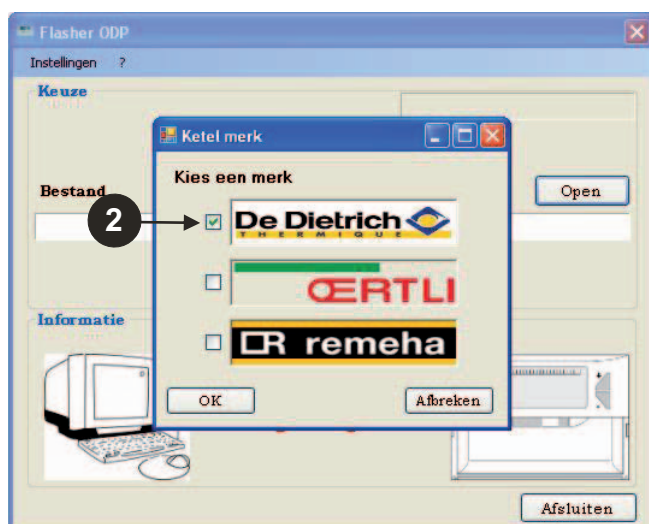 Flasher ODP
Instellingen ?
Keuze
Ketel merk
Kies een merk
Bestand
Open
2
De Dietrich
THERMIQUE
ŒRTLI
Informatie
remeha
OK
Afbreken
Afsluiten